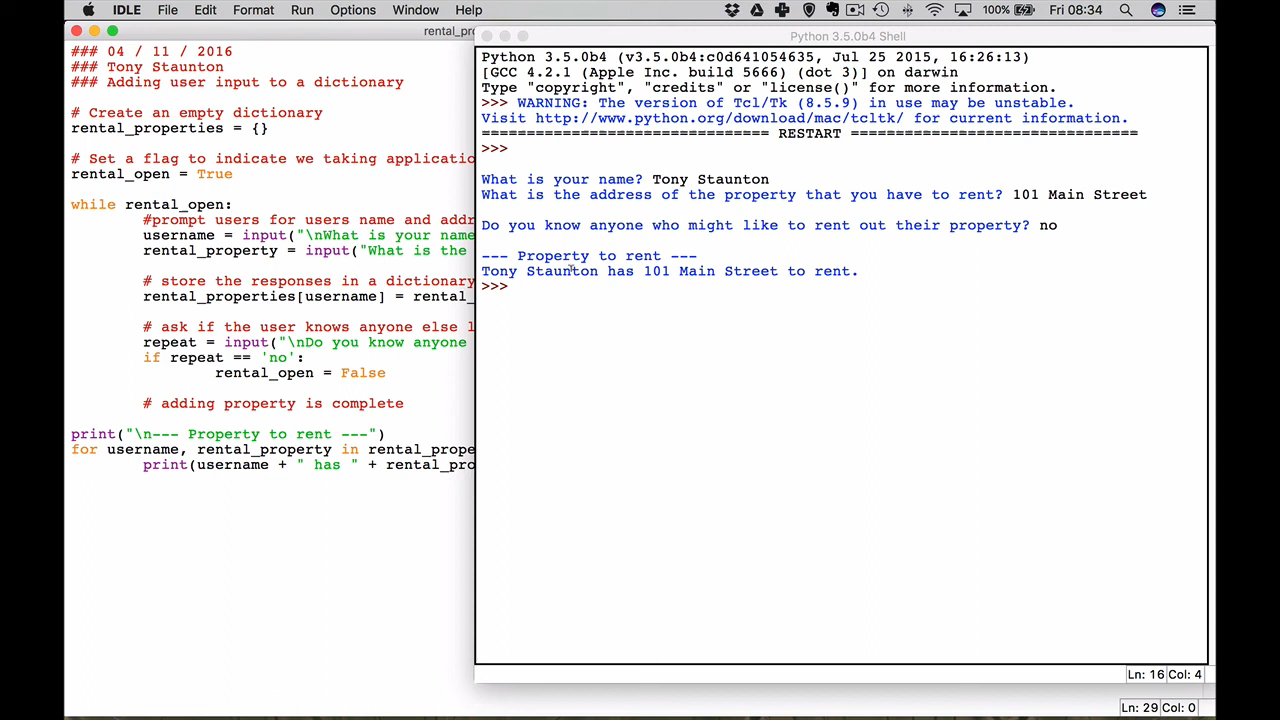 IDLE File Edit Format Run Options Window Help 100% Fri 08:34
rental_pro
### 04 / 11 / 2016
### Tony Staunton
### Adding user input to a dictionary
# Create an empty dictionary
rental_properties = {}
# Set a flag to indicate we taking applicatio
rental_open = True
while rental_open:
#prompt users for users name and addr
username = input("\nWhat is your name
rental_property = input("What is the
# store the responses in a dictionary
rental_properties[username] = rental_
# ask if the user knows anyone else l
repeat = input("\nDo you know anyone
if repeat == 'no':
rental_open = False
# adding property is complete
print("\n--- Property to rent ---")
for username, rental_property in rental_prope
print(username + " has " + rental_pro
Ln: 29 Col: 0
Python 3.5.0b4 Shell
Python 3.5.0b4 (v3.5.0b4:c0d641054635, Jul 25 2015, 16:26:13)
[GCC 4.2.1 (Apple Inc. build 5666) (dot 3)] on darwin
Type "copyright", "credits" or "license()" for more information.
>>> WARNING: The version of Tcl/Tk (8.5.9) in use may be unstable.
Visit http://www.python.org/download/mac/tcltk/ for current information.
================================ RESTART ================================
>>>
What is your name? Tony Staunton
What is the address of the property that you have to rent? 101 Main Street
Do you know anyone who might like to rent out their property? no
--- Property to rent ---
Tony Staunton has 101 Main Street to rent.
>>>
Ln: 16 Col: 4